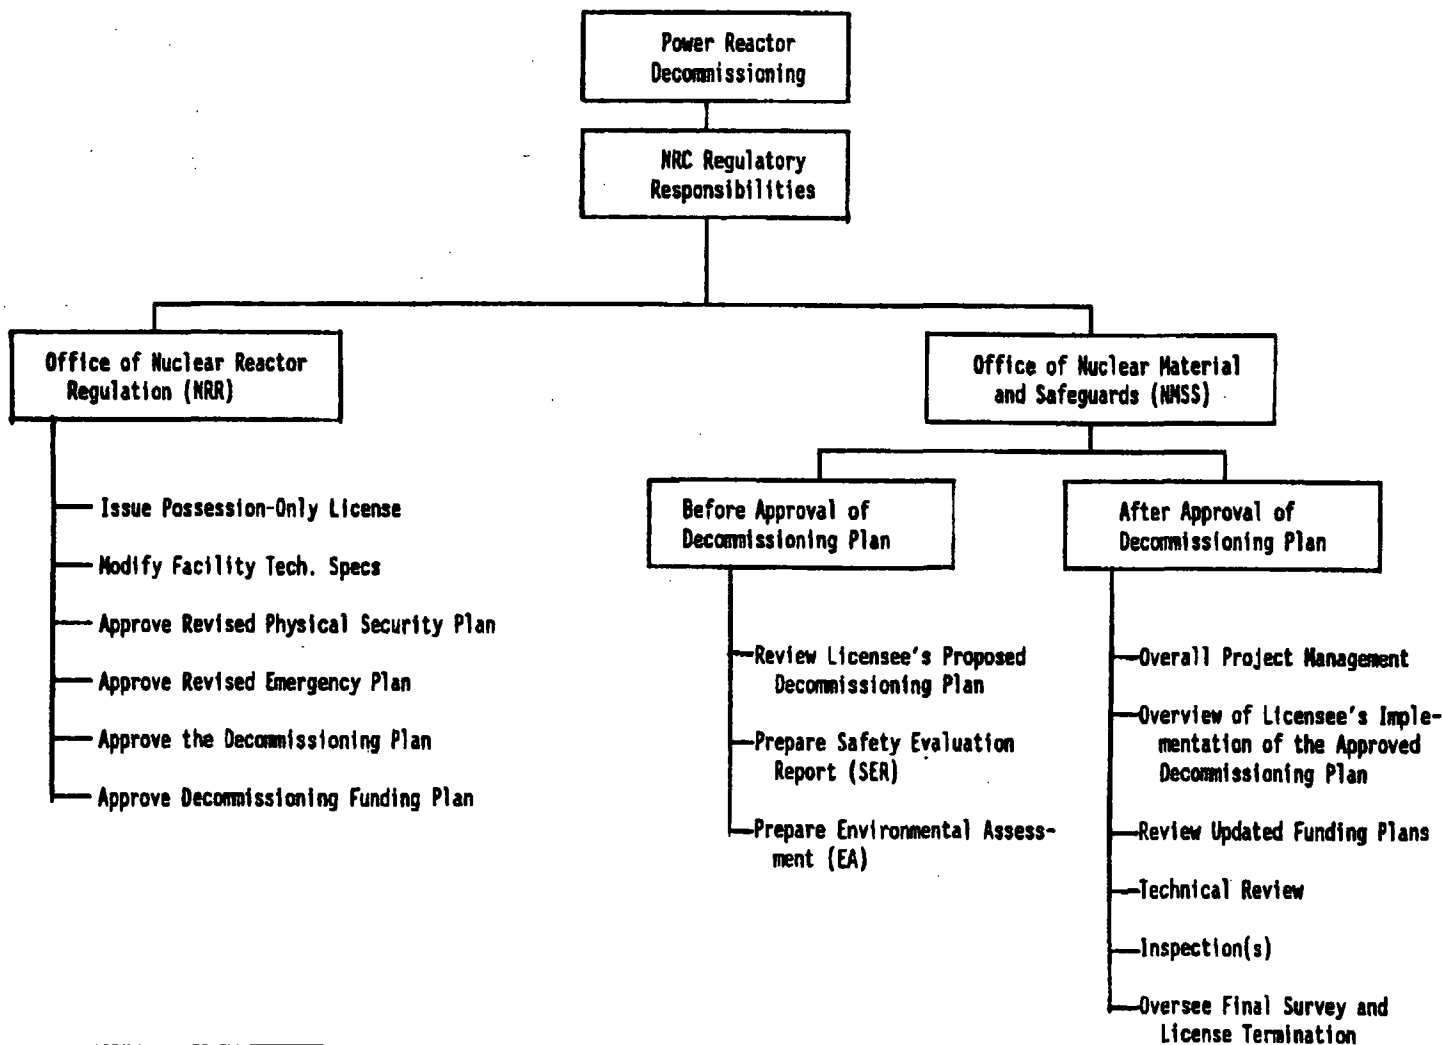 Power Reactor
Decommissioning
NRC Regulatory
Responsibilities
Office of Nuclear Reactor
Regulation (NRR)
Issue Possession-Only License
Modify Facility Tech. Specs
Approve Revised Physical Security Plan
Approve Revised Emergency Plan
Approve the Decommissioning Plan
Approve Decommissioning Funding Plan
Office of Nuclear Material
and Safeguards (NMSS)
Before Approval of
Decommissioning Plan
Review Licensee's Proposed
Decommissioning Plan
Prepare Safety Evaluation
Report (SER)
Prepare Environmental Assess-
ment (EA)
After Approval of
Decommissioning Plan
Overall Project Management
Overview of Licensee's Imple-
mentation of the Approved
Decommissioning Plan
Review Updated Funding Plans
Technical Review
Inspection(s)
Oversee Final Survey and
License Termination